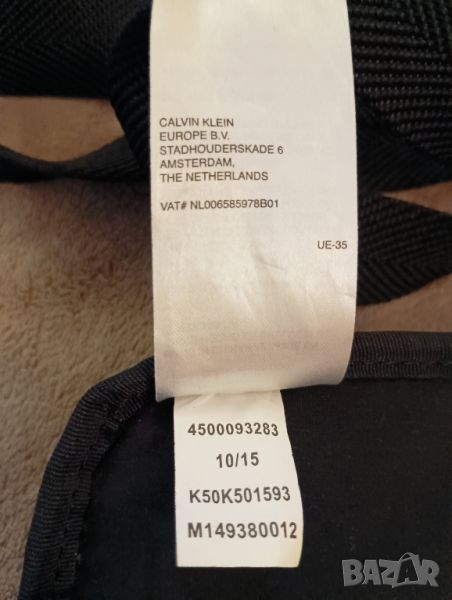 CALVIN KLEIN
EUROPE B.V.
STADHOUDERSKADE 6
AMSTERDAM,
THE NETHERLANDS
VAT# NL006585978B01
UE-35
4500093283
10/15
K50K501593
M149380012
BAZAR